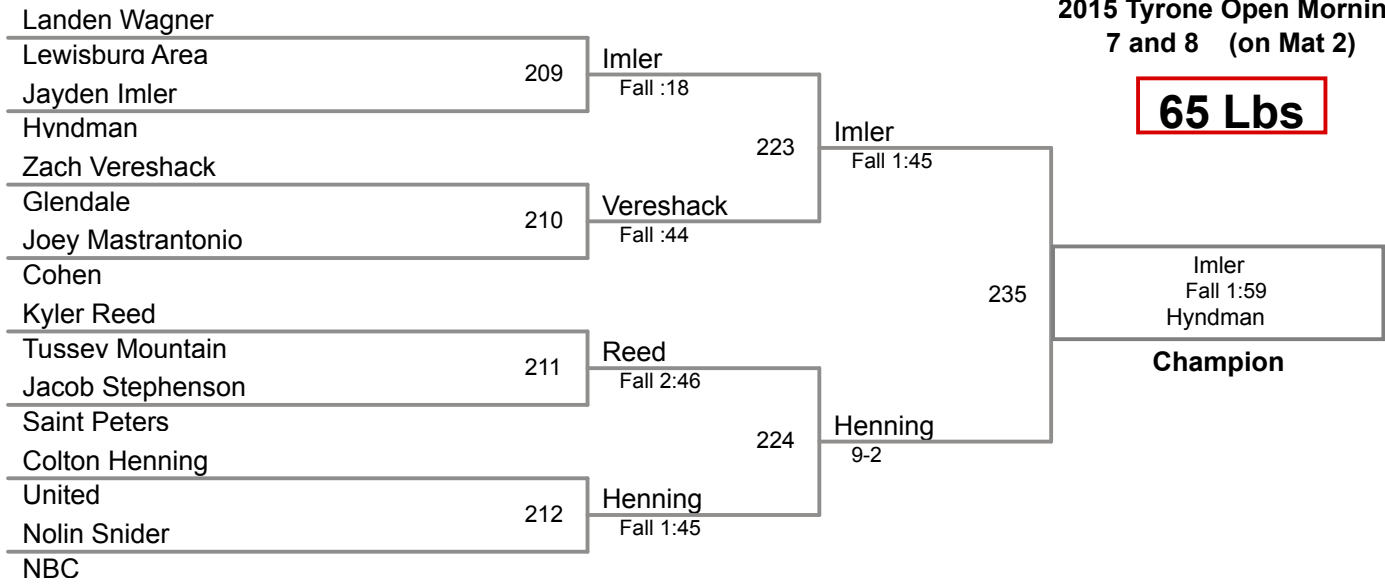 2015 Tyrone Open Mornin
7 and 8 (on Mat 2)
65 Lbs
Landen Wagner
Lewisburg Area
209
Jayden Imler
Hyndman
Imler
Fall :18
Zach Vereshack
Glendale
210
Joey Mastrantonio
Cohen
Vereshack
Fall :44
223
Imler
Fall 1:45
Kyler Reed
Tussey Mountain
211
Jacob Stephenson
Saint Peters
Reed
Fall 2:46
Colton Henning
United
212
Nolin Snider
NBC
Henning
Fall 1:45
224
Henning
9-2
235
Imler
Fall 1:59
Hyndman
Champion